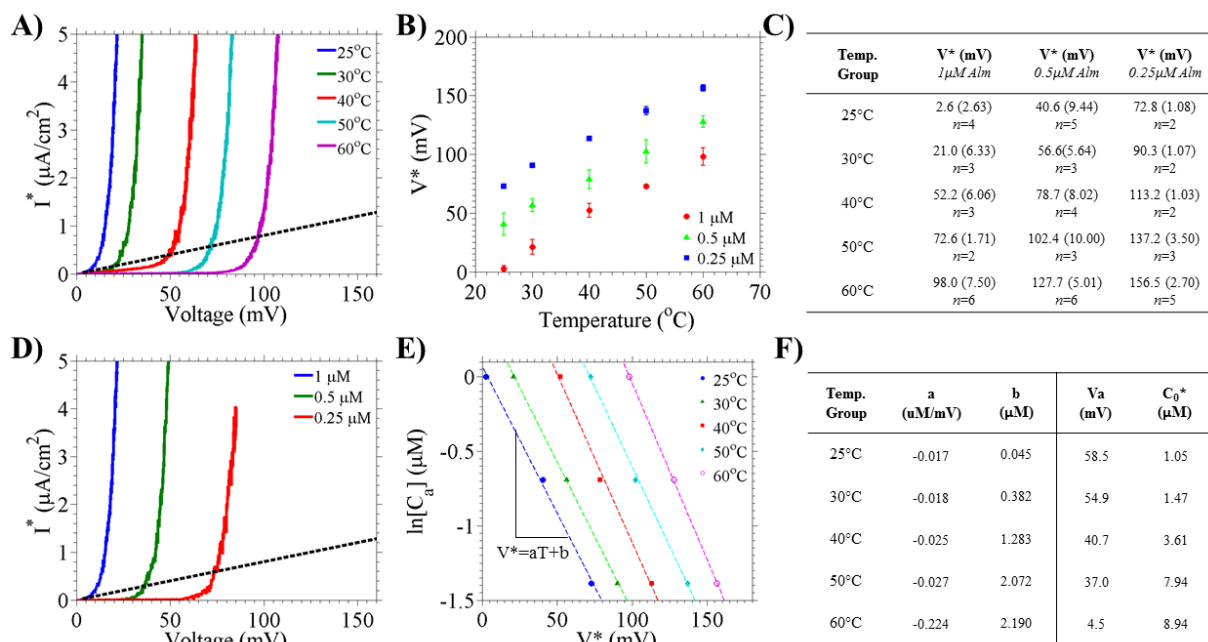 A)
I* (μA/cm2)
5
4
3
2
1
0
0
50
100
150
Voltage (mV)
25°C
30°C
40°C
50°C
60°C
B)
V* (mV)
200
150
100
50
0
20
30
40
50
60
70
Temperature (°C)
1 μM
0.5 μM
0.25 μM
C)
Temp. Group V* (mV) 1μM Alm V* (mV) 0.5μM Alm V* (mV) 0.25μM Alm
25°C 2.6 (2.63) n=4 40.6 (9.44) n=5 72.8 (1.08) n=2
30°C 21.0 (6.33) n=3 56.6(5.64) n=3 90.3 (1.07) n=2
40°C 52.2 (6.06) n=3 78.7 (8.02) n=4 113.2 (1.03) n=2
50°C 72.6 (1.71) n=2 102.4 (10.00) n=3 137.2 (3.50) n=3
60°C 98.0 (7.50) n=6 127.7 (5.01) n=6 156.5 (2.70) n=5
D)
I* (μA/cm2)
5
4
3
2
1
0
0
50
100
150
Voltage (mV)
1 μM
0.5 μM
0.25 μM
E)
ln[Ca] (μM)
0
-0.5
-1
-1.5
0
50
100
150
V* (mV)
25°C
30°C
40°C
50°C
60°C
V*=aT+b
F)
Temp. Group a (uM/mV) b (μM) Va (mV) C0* (μM)
25°C -0.017 0.045 58.5 1.05
30°C -0.018 0.382 54.9 1.47
40°C -0.025 1.283 40.7 3.61
50°C -0.027 2.072 37.0 7.94
60°C -0.224 2.190 4.5 8.94